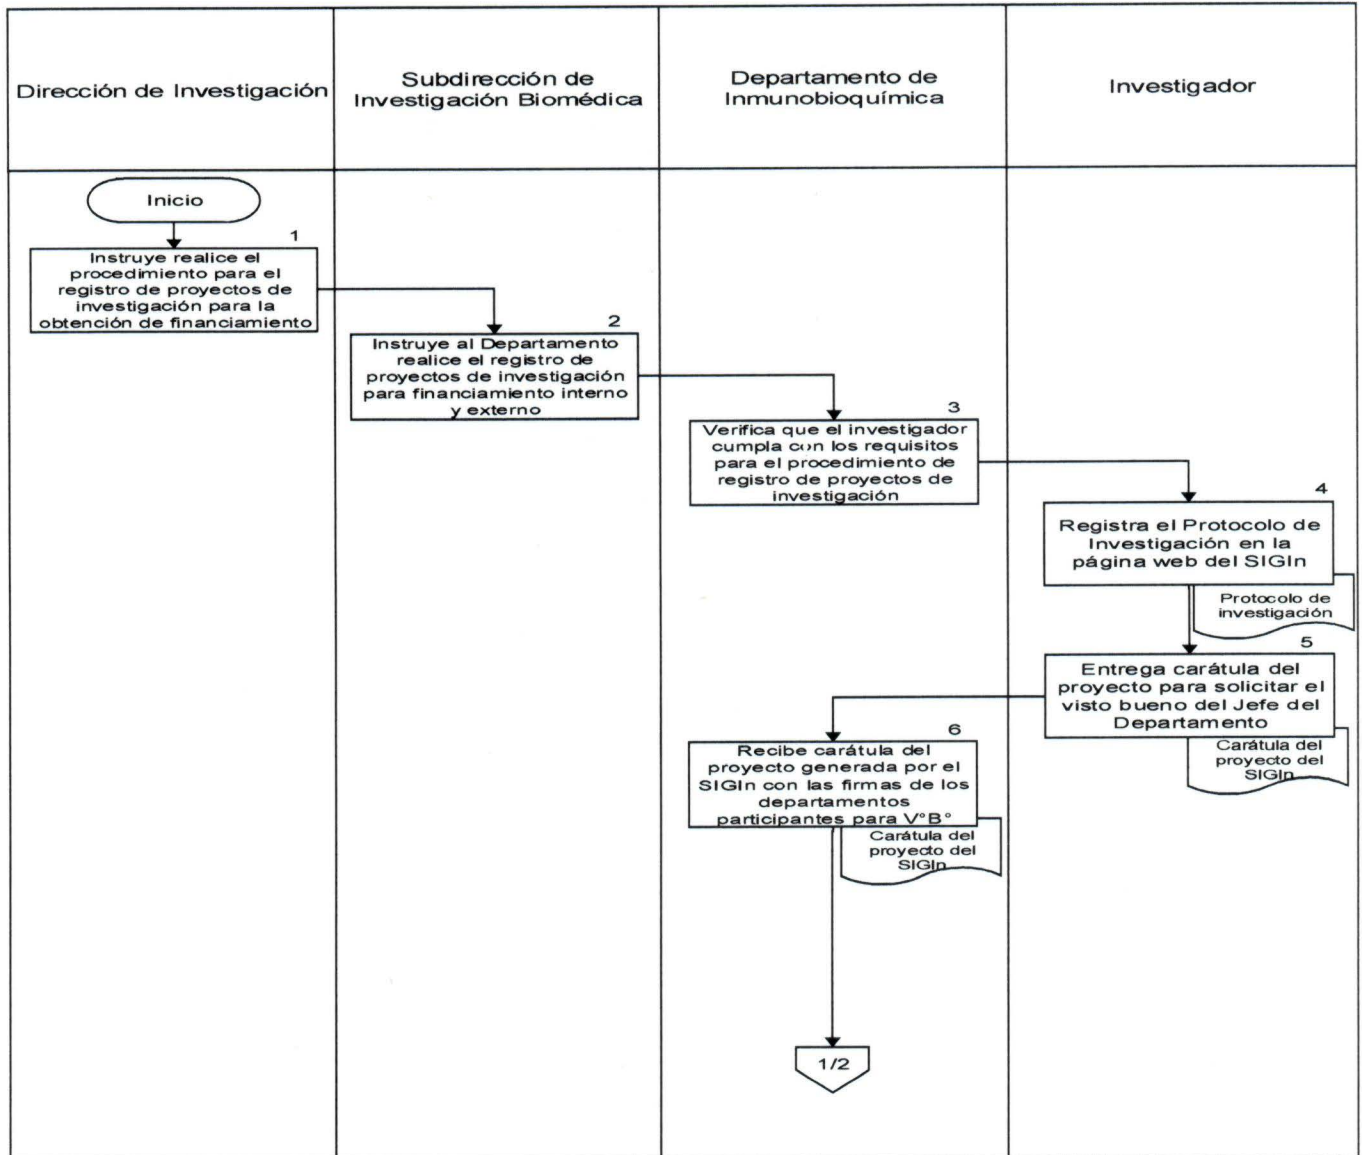 Dirección de Investigación
Subdirección de
Investigación Biomédica
Departamento de
Inmunobioquímica
Investigador
Inicio
1
Instruye realice el
procedimiento para el
registro de proyectos de
investigación para la
obtención de financiamiento
2
Instruye al Departamento
realice el registro de
proyectos de investigación
para financiamiento interno
y externo
3
Verifica que el investigador
cumpla con los requisitos
para el procedimiento de
registro de proyectos de
investigación
4
Registra el Protocolo de
Investigación en la
página web del SIGIn
Protocolo de
investigación
5
Entrega carátula del
proyecto para solicitar el
visto bueno del Jefe del
Departamento
Carátula del
proyecto del
SIGIn
6
Recibe carátula del
proyecto generada por el
SIGIn con las firmas de los
departamentos
participantes para V°B°
Carátula del
proyecto del
SIGIn
1/2